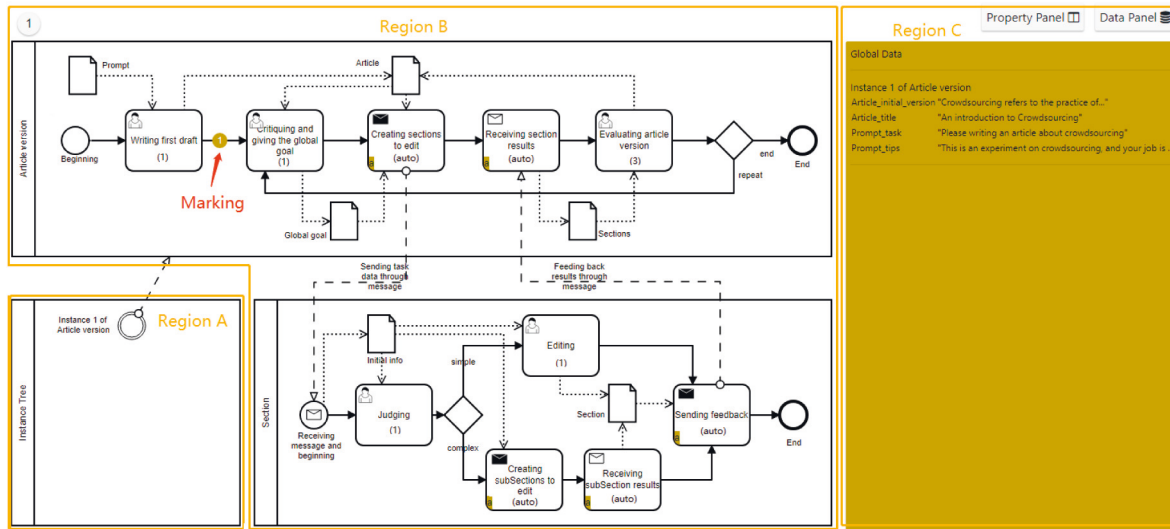 1
Region B
Region C
Property Panel
Data Panel
Global Data
Instance 1 of Article version
Article_initial_version "Crowdsourcing refers to the practice of..."
Article_title "An introduction to Crowdsourcing"
Prompt_task "Please writing an article about crowdsourcing"
Prompt_tips "This is an experiment on crowdsourcing, and your job is ..
Article version
Prompt
Article
Beginning
Writing first draft
(1)
1
Marking
Critiquing and
giving the global
goal
(1)
Creating sections
to edit
(auto)
Receiving section
results
(auto)
Evaluating article
version
(3)
end
repeat
End
Global goal
Sections
Sending task
data through
message
Feeding back
results through
message
Instance Tree
Instance 1 of
Article version
Region A
Section
Receiving
message and
beginning
Initial info
Judging
(1)
simple
complex
Editing
(1)
Section
Creating
subSections to
edit
(auto)
Receiving
subSection results
(auto)
Sending feedback
(auto)
End